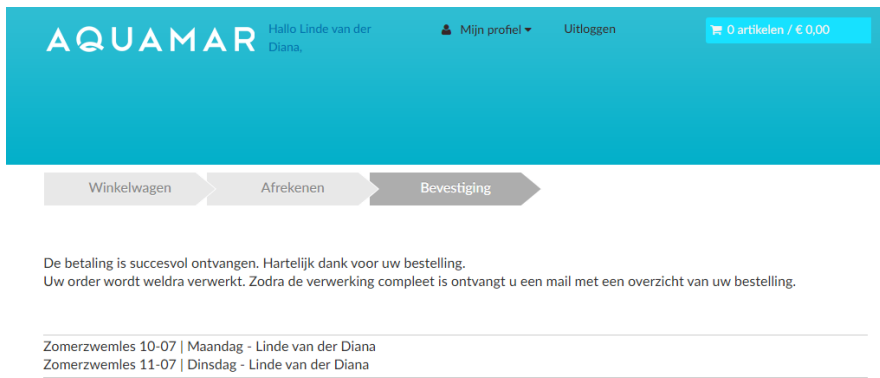 AQUAMAR
Hallo Linde van der
Diana,
Mijn profiel
Uitloggen
0 artikelen / € 0,00
Winkelwagen
Afrekenen
Bevestiging
De betaling is succesvol ontvangen. Hartelijk dank voor uw bestelling.
Uw order wordt weldra verwerkt. Zodra de verwerking compleet is ontvangt u een mail met een overzicht van uw bestelling.
Zomerzwemles 10-07 | Maandag - Linde van der Diana
Zomerzwemles 11-07 | Dinsdag - Linde van der Diana